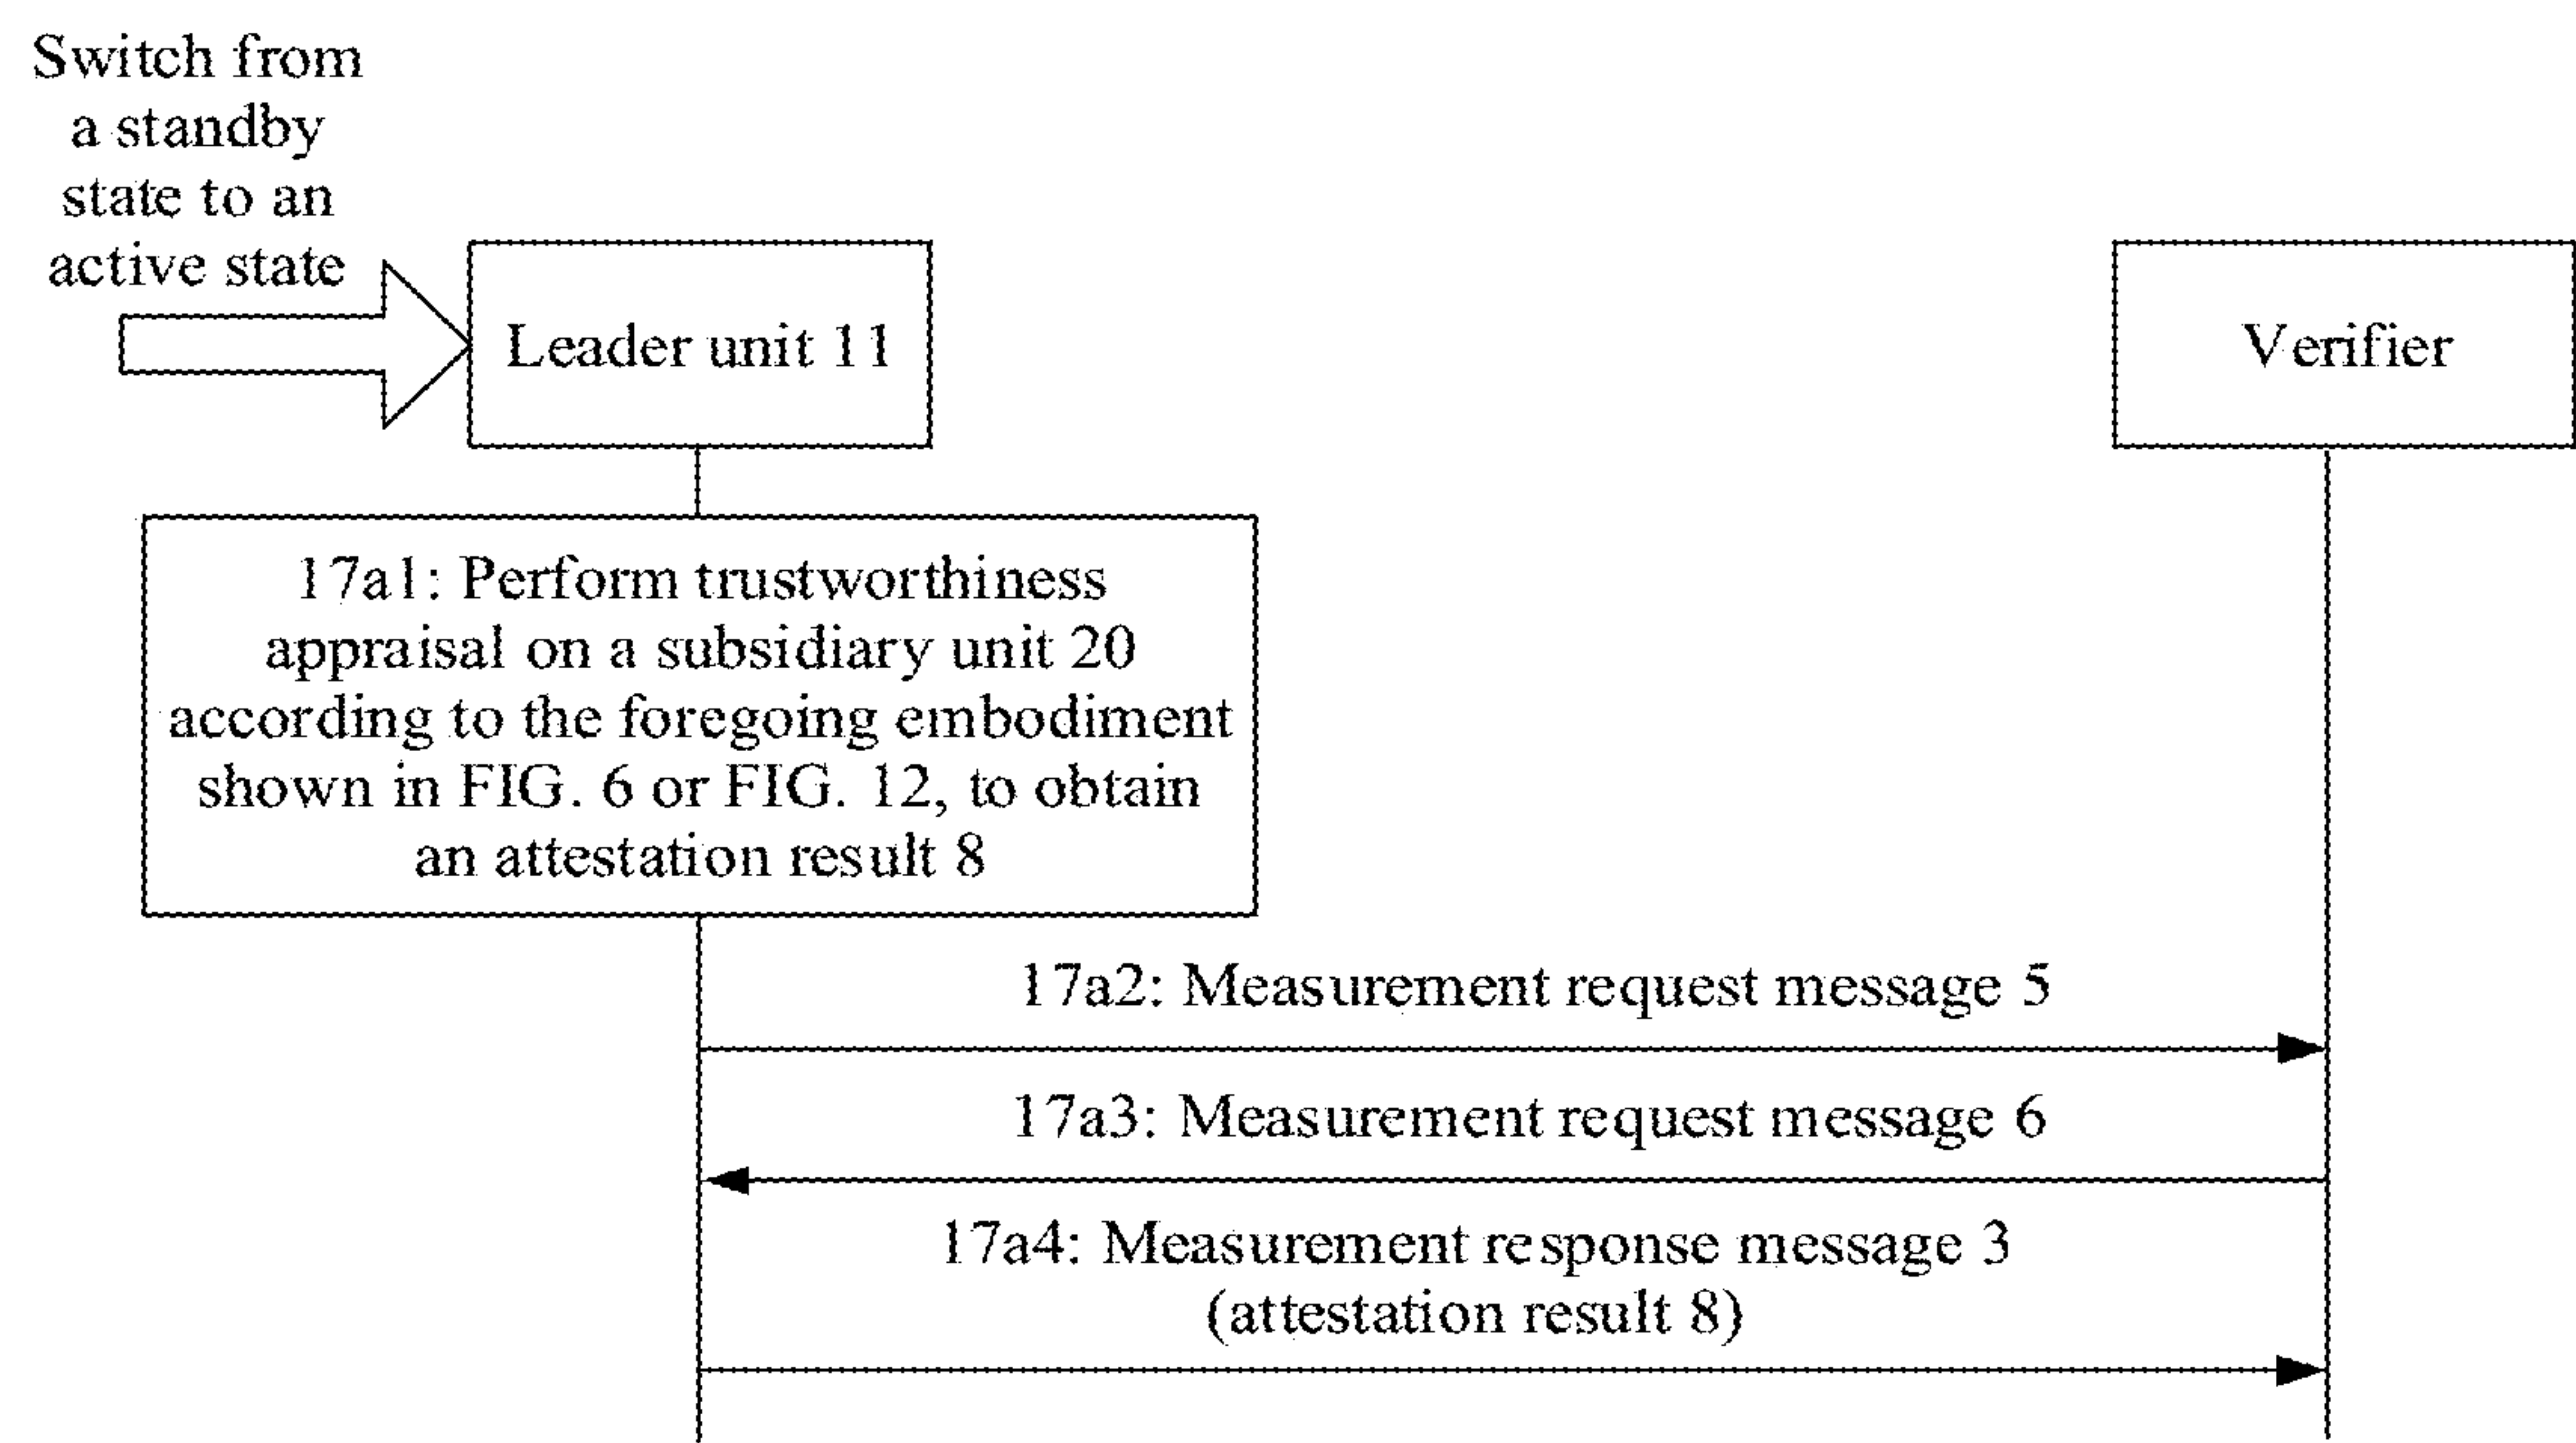 Switch from
a standby
state to an
active state
Leader unit 11
Verifier
17a1: Perform trustworthiness
appraisal on a subsidiary unit 20
according to the foregoing embodiment
shown in FIG. 6 or FIG. 12, to obtain
an attestation result 8
17a2: Measurement request message 5
17a3: Measurement request message 6
17a4: Measurement response message 3
(attestation result 8)